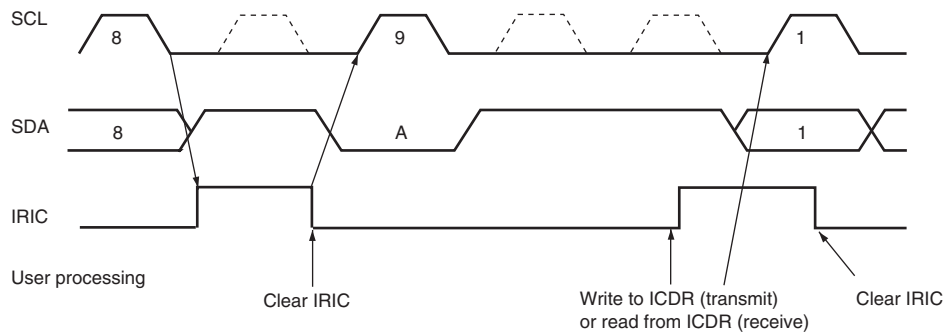 SCL
8
9
1
SDA
8
A
1
IRIC
User processing
Clear IRIC
Write to ICDR (transmit)
or read from ICDR (receive)
Clear IRIC